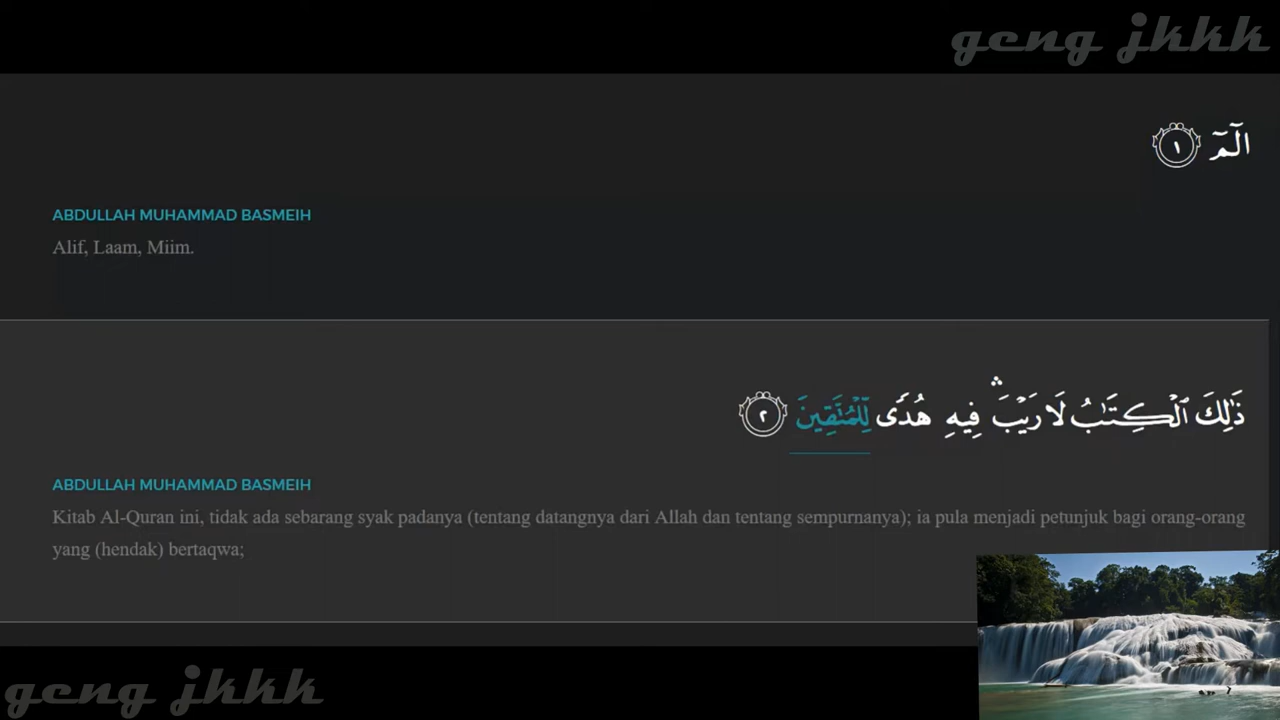 geng jkkk
الٓمٓ ١
ABDULLAH MUHAMMAD BASMEIH
Alif, Laam, Miim.
ذَٰلِكَ ٱلْكِتَـٰبُ لَا رَيْبَ ۛ فِيهِ هُدًى لِّلْمُتَّقِينَ ٢
ABDULLAH MUHAMMAD BASMEIH
Kitab Al-Quran ini, tidak ada sebarang syak padanya (tentang datangnya dari Allah dan tentang sempurnanya); ia pula menjadi petunjuk bagi orang-orang
yang (hendak) bertaqwa;
geng jkkk